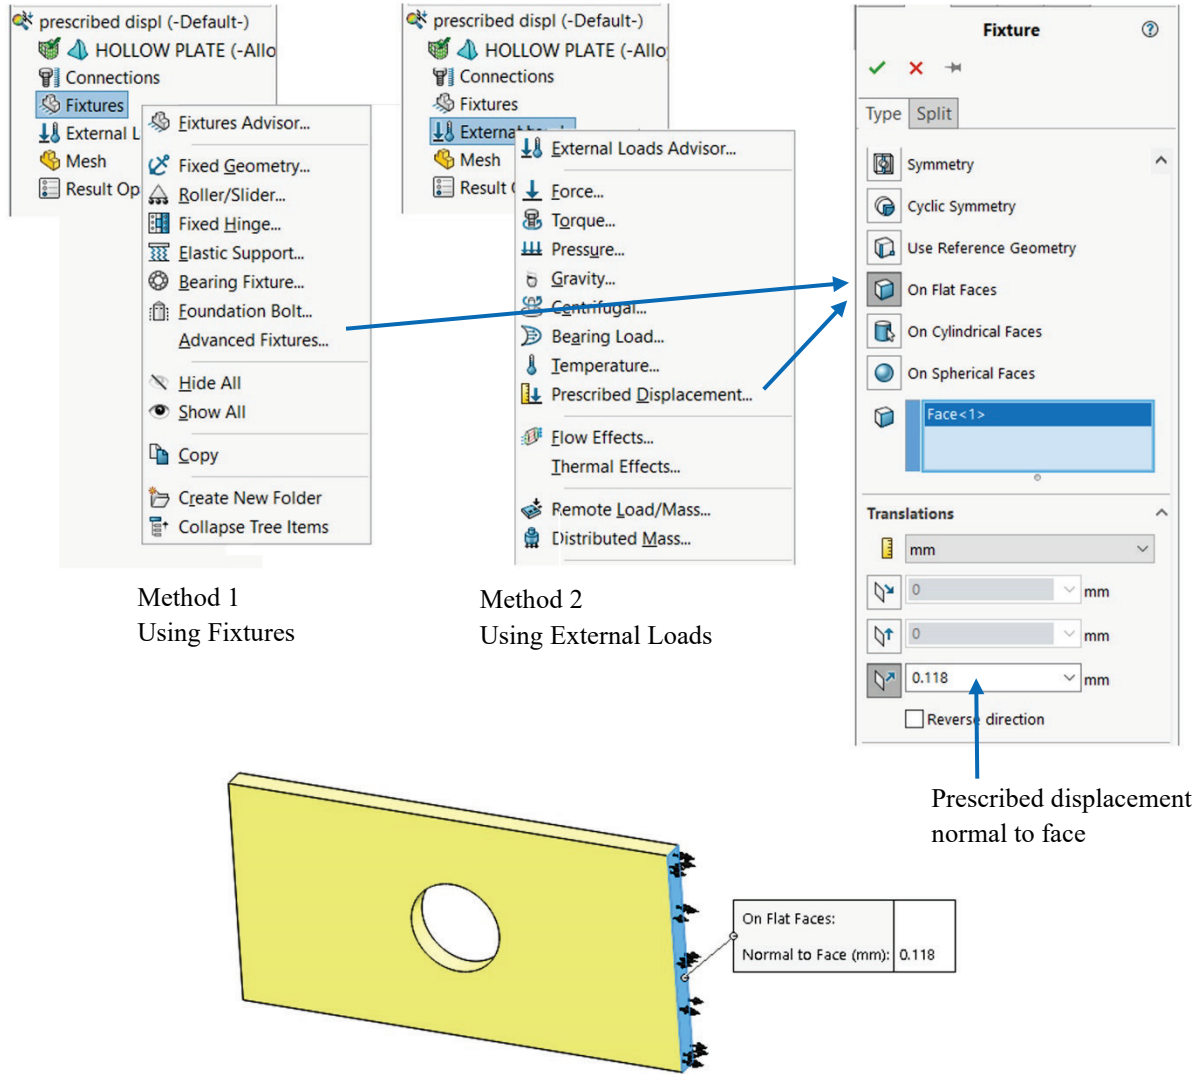 prescribed displ (-Default-)
HOLLOW PLATE (-Allo
Connections
Fixtures
External L
Mesh
Result Op
Fixtures Advisor...
Fixed Geometry...
Roller/Slider...
Fixed Hinge...
Elastic Support...
Bearing Fixture...
Foundation Bolt...
Advanced Fixtures...
Hide All
Show All
Copy
Create New Folder
Collapse Tree Items
Method 1
Using Fixtures
prescribed displ (-Default-)
HOLLOW PLATE (-Alloy
Connections
Fixtures
External
Mesh
Result
External Loads Advisor...
Force...
Torque...
Pressure...
Gravity...
Centrifugal...
Bearing Load...
Temperature...
Prescribed Displacement...
Flow Effects...
Thermal Effects...
Remote Load/Mass...
Distributed Mass...
Method 2
Using External Loads
Fixture
Type Split
Symmetry
Cyclic Symmetry
Use Reference Geometry
On Flat Faces
On Cylindrical Faces
On Spherical Faces
Face<1>
Translations
mm
0 mm
0 mm
0.118 mm
Reverse direction
Prescribed displacement
normal to face
On Flat Faces:
Normal to Face (mm): 0.118